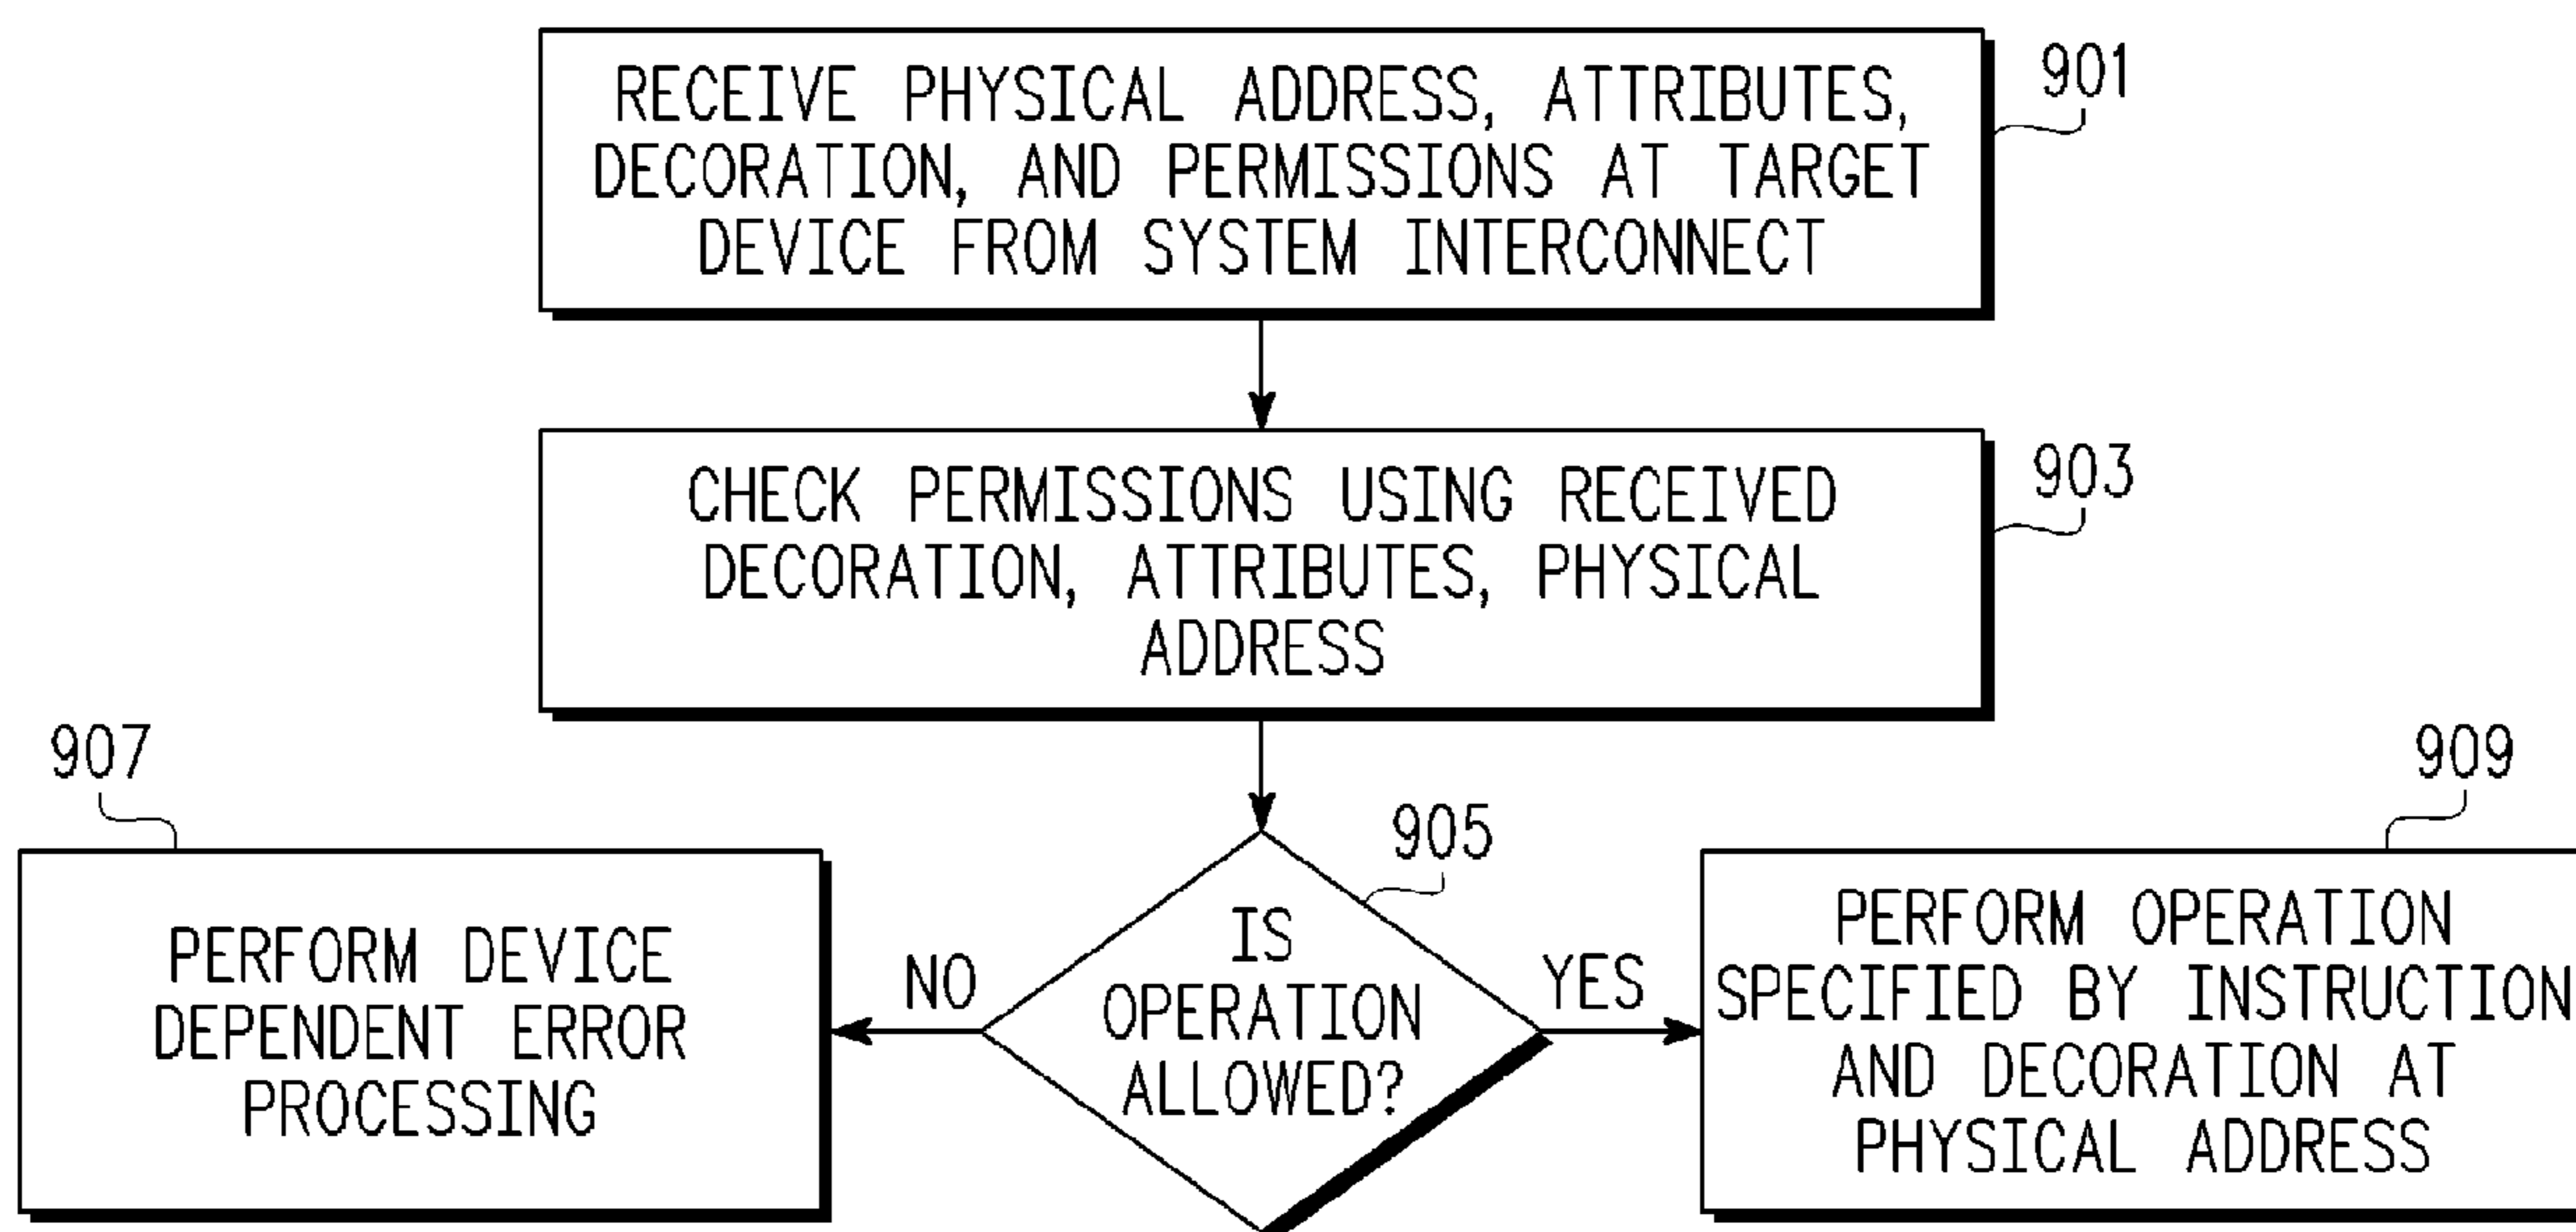 RECEIVE PHYSICAL ADDRESS, ATTRIBUTES,
DECORATION, AND PERMISSIONS AT TARGET
DEVICE FROM SYSTEM INTERCONNECT
901
CHECK PERMISSIONS USING RECEIVED
DECORATION, ATTRIBUTES, PHYSICAL
ADDRESS
903
907
PERFORM DEVICE
DEPENDENT ERROR
PROCESSING
NO
905
IS
OPERATION
ALLOWED?
YES
909
PERFORM OPERATION
SPECIFIED BY INSTRUCTION
AND DECORATION AT
PHYSICAL ADDRESS